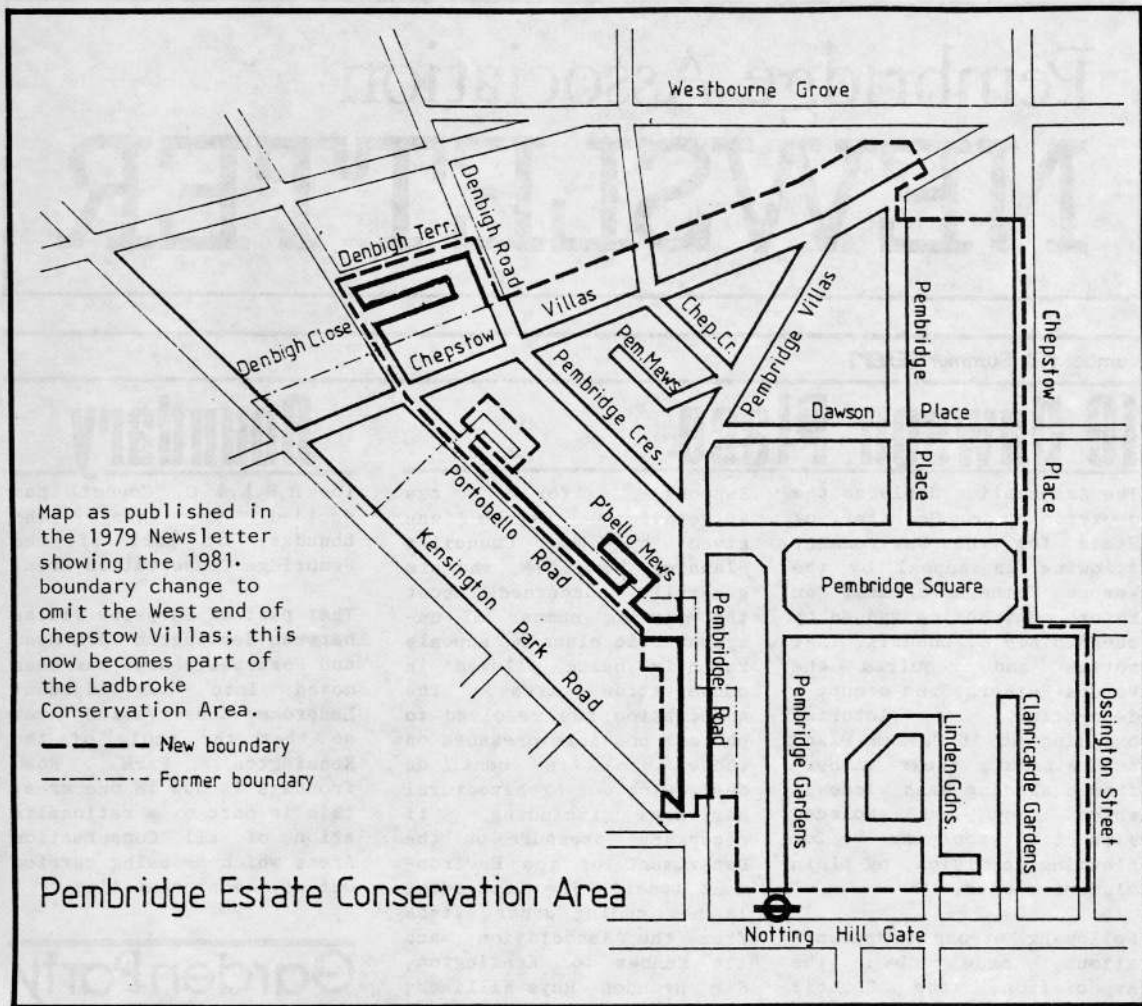 Westbourne Grove
Denbigh Terr.
Denbigh Road
Denbigh Close
Chepstow
Villas
Chep. Cr.
Pem. Mews
Pembridge Cres.
Pembridge Villas
Pembridge
Place
Chepstow
Place
Dawson Place
Portobello Road
P'bello Mews
Kensington Park Road
Pembridge Square
Pembridge Road
Pembridge Gardens
Linden Gdns.
Clanricarde Gardens
Ossington Street
Map as published in
the 1979 Newsletter
showing the 1981.
boundary change to
omit the West end of
Chepstow Villas; this
now becomes part of
the Ladbroke
Conservation Area.
New boundary
Former boundary
Pembridge Estate Conservation Area
Notting Hill Gate